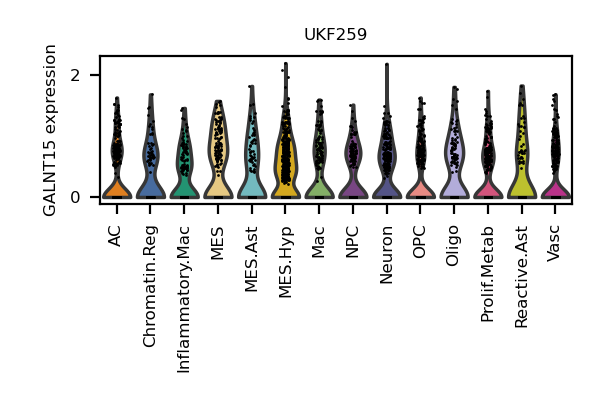 UKF259
GALNT15 expression
2
0
AC
Chromatin.Reg
Inflammatory.Mac
MES
MES.Ast
MES.Hyp
Mac
NPC
Neuron
OPC
Oligo
Prolif.Metab
Reactive.Ast
Vasc